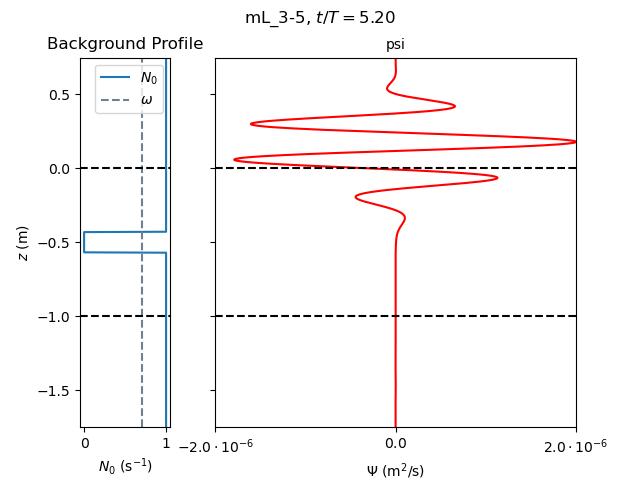 mL_3-5, t/T = 5.20
Background Profile
psi
N₀
ω
0.5
0.0
−0.5
−1.0
−1.5
z (m)
0
1
−2.0 · 10⁻⁶
0.0
2.0 · 10⁻⁶
N₀ (s⁻¹)
Ψ (m²/s)